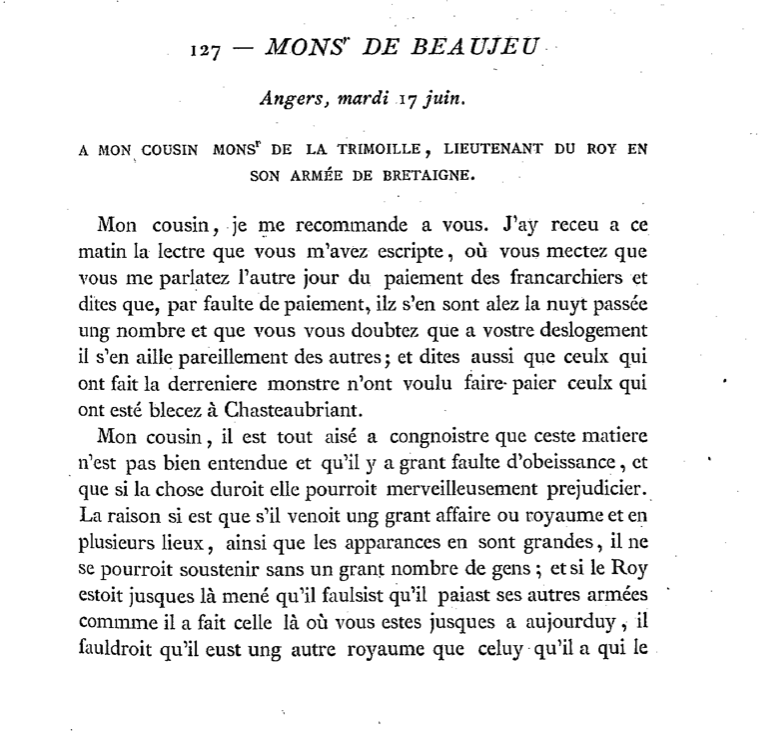 127 — MONSʳ DE BEAUJEU
Angers, mardi 17 juin.
A MON COUSIN MONSʳ DE LA TRIMOILLE, LIEUTENANT DU ROY EN
SON ARMÉE DE BRETAIGNE.
Mon cousin, je me recommande a vous. J'ay receu a ce
matin la lectre que vous m'avez escripte, où vous mectez que
vous me parlatez l'autre jour du paiement des francarchiers et
dites que, par faulte de paiement, ilz s'en sont alez la nuyt passée
ung nombre et que vous vous doubtez que a vostre deslogement
il s'en aille pareillement des autres; et dites aussi que ceulx qui
ont fait la derreniere monstre n'ont voulu faire paier ceulx qui
ont esté blecez à Chasteaubriant.
Mon cousin, il est tout aisé a congnoistre que ceste matiere
n'est pas bien entendue et qu'il y a grant faulte d'obeissance, et
que si la chose duroit elle pourroit merveilleusement prejudicier.
La raison si est que s'il venoit ung grant affaire ou royaume et en
plusieurs lieux, ainsi que les apparances en sont grandes, il ne
se pourroit soustenir sans un grant nombre de gens; et si le Roy
estoit jusques là mené qu'il faulsist qu'il paiast ses autres armées
commme il a fait celle là où vous estes jusques a aujourduy, il
fauldroit qu'il eust ung autre royaume que celuy qu'il a qui le